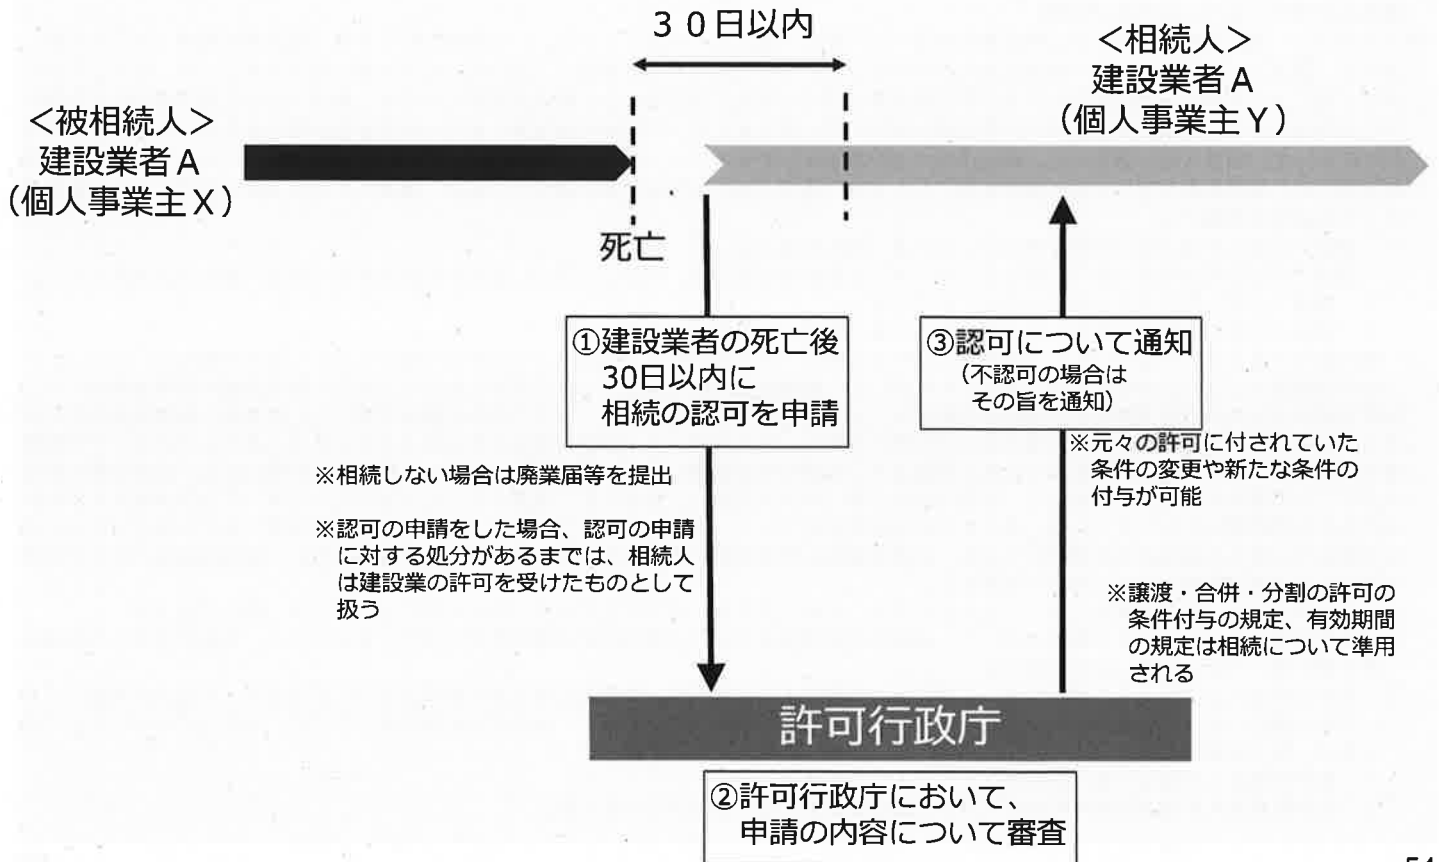 ３０日以内
＜被相続人＞
建設業者Ａ
（個人事業主Ｘ）
＜相続人＞
建設業者Ａ
（個人事業主Ｙ）
死亡
①建設業者の死亡後
30日以内に
相続の認可を申請
※相続しない場合は廃業届等を提出
※認可の申請をした場合、認可の申請
に対する処分があるまでは、相続人
は建設業の許可を受けたものとして
扱う
③認可について通知
（不認可の場合は
その旨を通知）
※元々の許可に付されていた
条件の変更や新たな条件の
付与が可能
※譲渡・合併・分割の許可の
条件付与の規定、有効期間
の規定は相続について準用
される
許可行政庁
②許可行政庁において、
申請の内容について審査